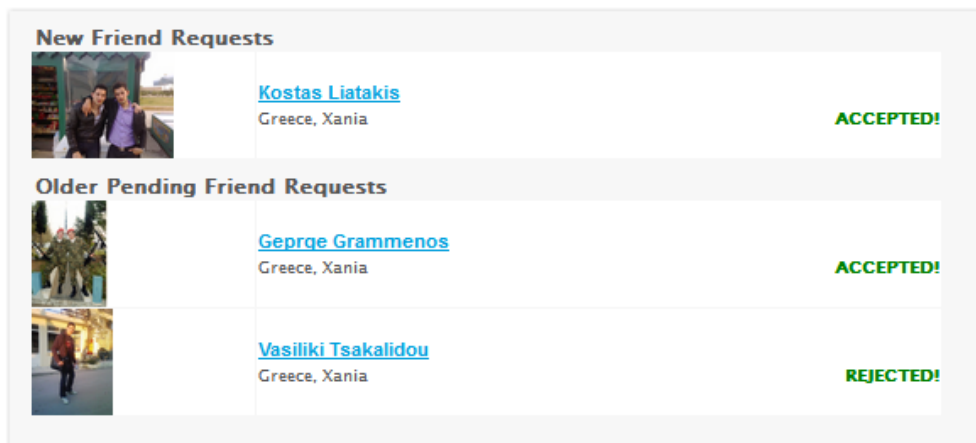 New Friend Requests
Kostas Liatakis
Greece, Xania
ACCEPTED!
Older Pending Friend Requests
Geprqe Grammenos
Greece, Xania
ACCEPTED!
Vasiliki Tsakalidou
Greece, Xania
REJECTED!